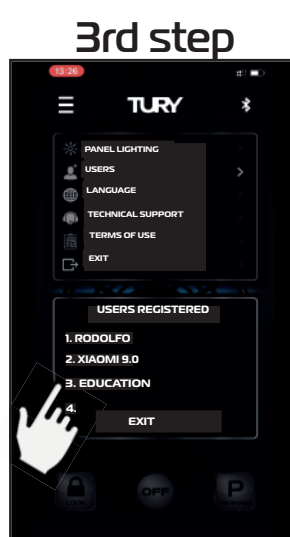 3rd step
13:26
TURY
PANEL LIGHTING
USERS
LANGUAGE
TECHNICAL SUPPORT
TERMS OF USE
EXIT
USERS REGISTERED
1. RODOLFO
2. XIAOMI 9.0
3. EDUCATION
4.
EXIT
OFF
P